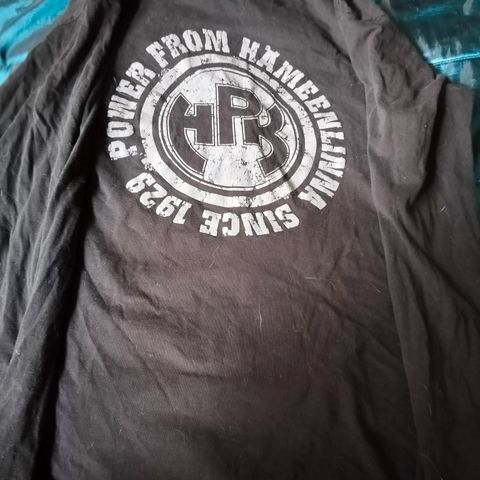 POWER FROM HÄMEENLINNA SINCE 1929
HPK